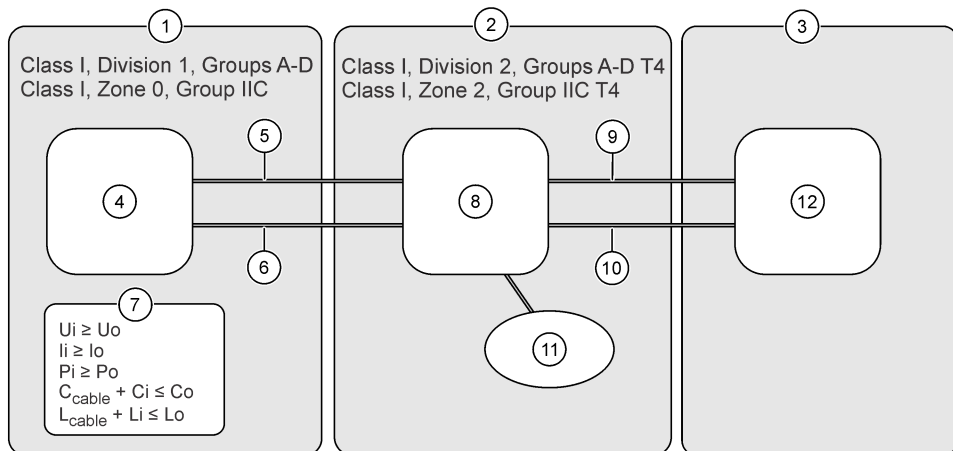 1
2
3
Class I, Division 1, Groups A-D
Class I, Zone 0, Group IIC
Class I, Division 2, Groups A-D T4
Class I, Zone 2, Group IIC T4
4
5
6
8
9
10
12
7
Ui ≥ Uo
Ii ≥ Io
Pi ≥ Po
Ccable + Ci ≤ Co
Lcable + Li ≤ Lo
11